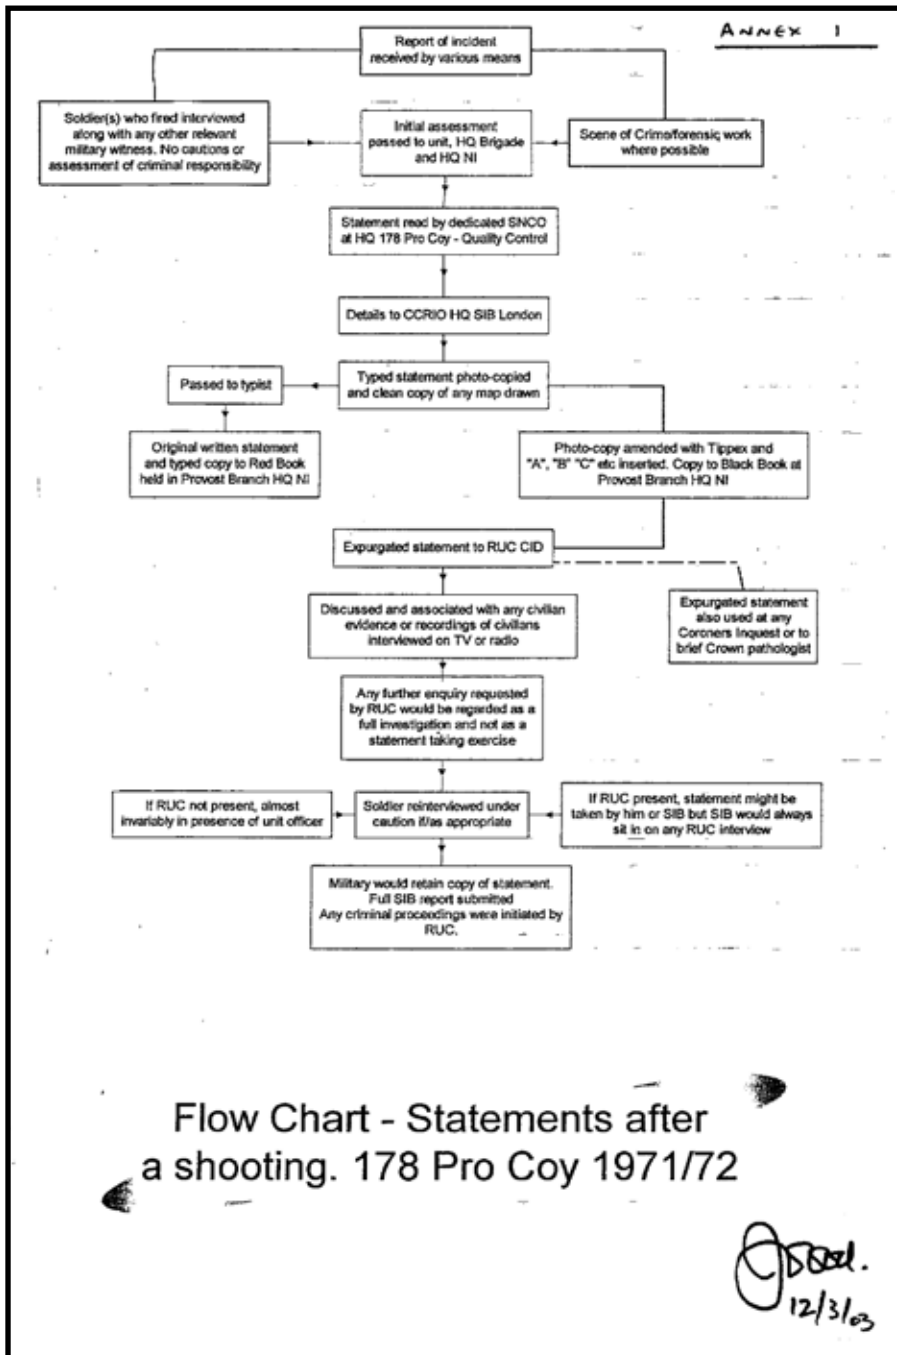 ANNEX 1
Report of incident
received by various means
Soldier(s) who fired interviewed
along with any other relevant
military witness. No cautions or
assessment of criminal responsibility
Initial assessment
passed to unit, HQ Brigade
and HQ NI
Scene of Crime/forensic work
where possible
Statement read by dedicated SNCO
at HQ 178 Pro Coy - Quality Control
Details to CCRIO HQ SIB London
Passed to typist
Typed statement photo-copied
and clean copy of any map drawn
Original written statement
and typed copy to Red Book
held in Provost Branch HQ NI
Photo-copy amended with Tippex and
"A", "B" "C" etc inserted. Copy to Black Book at
Provost Branch HQ NI
Expurgated statement to RUC CID
Expurgated statement
also used at any
Coroners Inquest or to
brief Crown pathologist
Discussed and associated with any civilian
evidence or recordings of civilians
interviewed on TV or radio
Any further enquiry requested
by RUC would be regarded as a
full investigation and not as a
statement taking exercise
If RUC not present, almost
invariably in presence of unit officer
Soldier reinterviewed under
caution if/as appropriate
If RUC present, statement might be
taken by him or SIB but SIB would always
sit in on any RUC interview
Military would retain copy of statement.
Full SIB report submitted
Any criminal proceedings were initiated by
RUC.
Flow Chart - Statements after
a shooting. 178 Pro Coy 1971/72
12/3/03